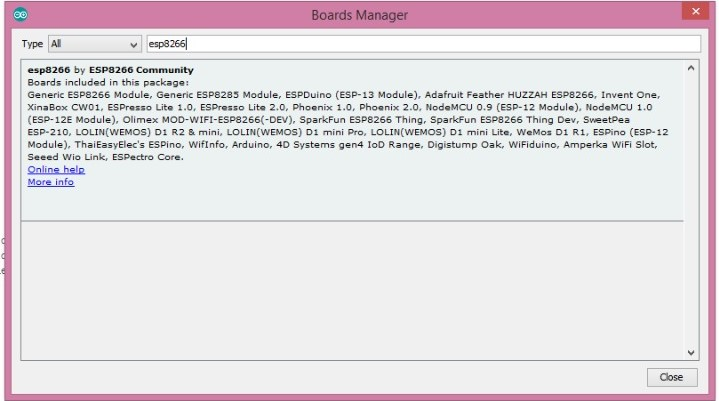 Boards Manager
Type All esp8266
esp8266 by ESP8266 Community
Boards included in this package:
Generic ESP8266 Module, Generic ESP8285 Module, ESPDuino (ESP-13 Module), Adafruit Feather HUZZAH ESP8266, Invent One,
XinaBox CW01, ESPresso Lite 1.0, ESPresso Lite 2.0, Phoenix 1.0, Phoenix 2.0, NodeMCU 0.9 (ESP-12 Module), NodeMCU 1.0
(ESP-12E Module), Olimex MOD-WIFI-ESP8266(-DEV), SparkFun ESP8266 Thing, SparkFun ESP8266 Thing Dev, SweetPea
ESP-210, LOLIN(WEMOS) D1 R2 & mini, LOLIN(WEMOS) D1 mini Pro, LOLIN(WEMOS) D1 mini Lite, WeMos D1 R1, ESPino (ESP-12
Module), ThaiEasyElec's ESPino, WifInfo, Arduino, 4D Systems gen4 IoD Range, Digistump Oak, WiFiduino, Amperka WiFi Slot,
Seeed Wio Link, ESPectro Core.
Online help
More info
Close